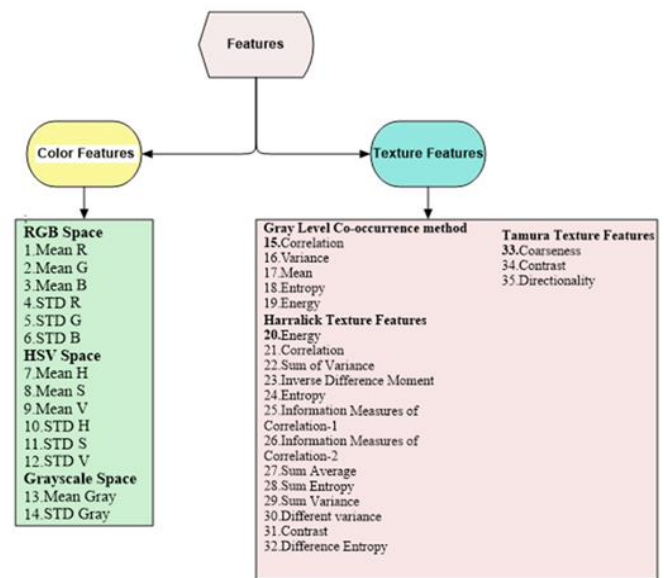 Features
Color Features
Texture Features
RGB Space
1.Mean R
2.Mean G
3.Mean B
4.STD R
5.STD G
6.STD B
HSV Space
7.Mean H
8.Mean S
9.Mean V
10.STD H
11.STD S
12.STD V
Grayscale Space
13.Mean Gray
14.STD Gray
Gray Level Co-occurrence method
15.Correlation
16.Variance
17.Mean
18.Entropy
19.Energy
Harralick Texture Features
20.Energy
21.Correlation
22.Sum of Variance
23.Inverse Difference Moment
24.Entropy
25.Information Measures of
Correlation-1
26.Information Measures of
Correlation-2
27.Sum Average
28.Sum Entropy
29.Sum Variance
30.Different variance
31.Contrast
32.Difference Entropy
Tamura Texture Features
33.Coarseness
34.Contrast
35.Directionality